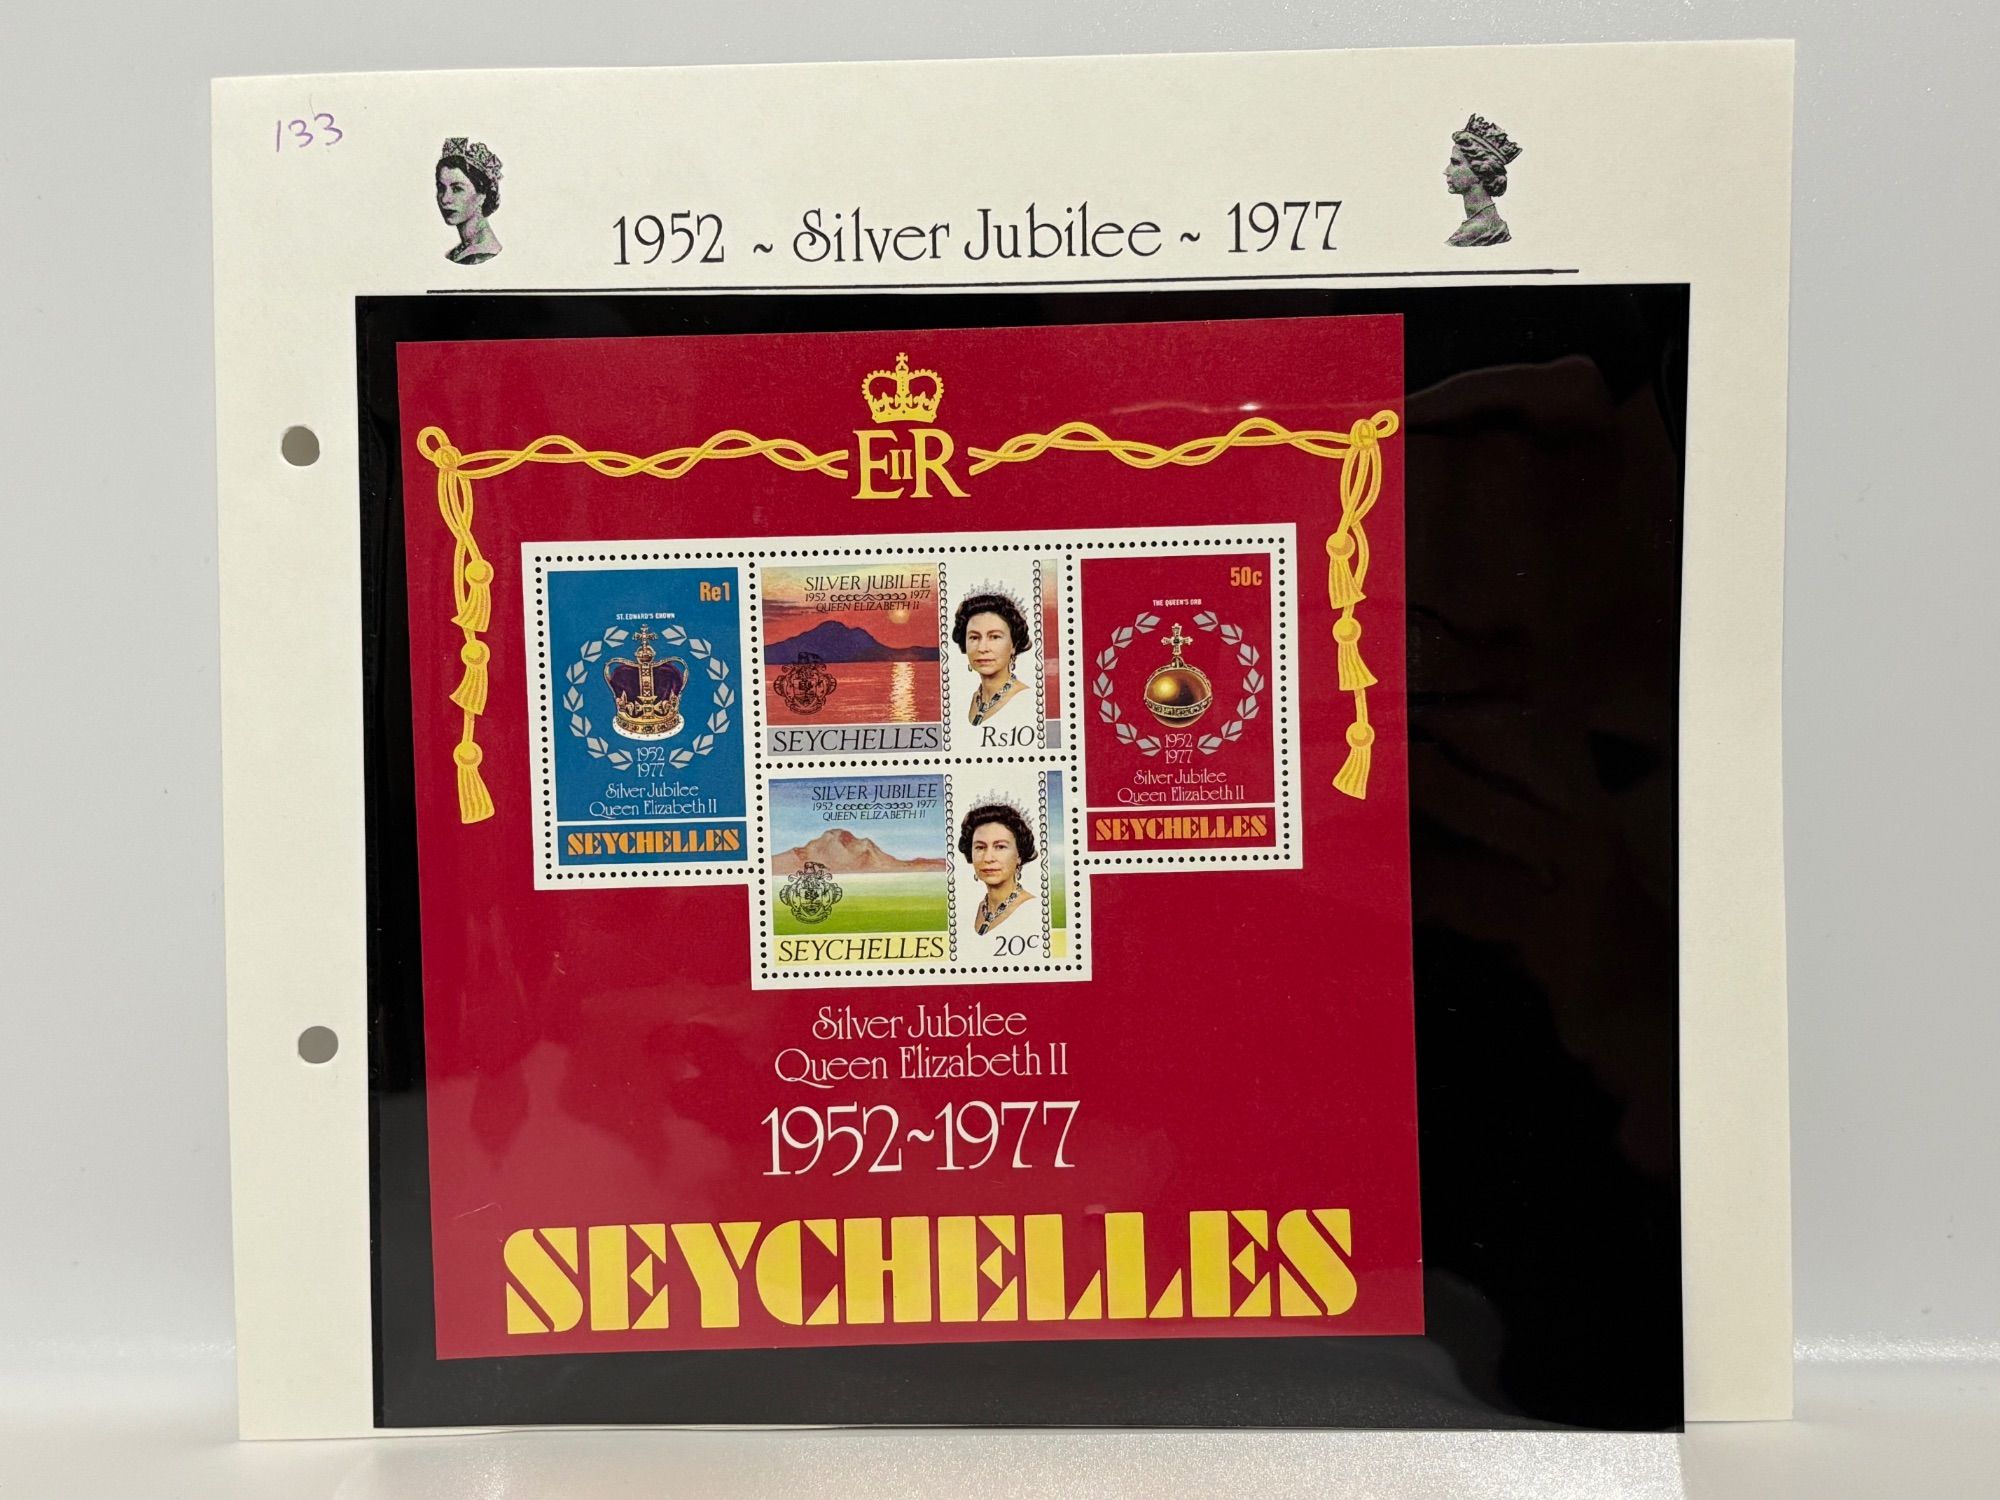 133
1952 ~ Silver Jubilee ~ 1977
EIIR
Re1
ST. EDWARD'S CROWN
1952
1977
Silver Jubilee
Queen Elizabeth II
SEYCHELLES
SILVER JUBILEE
1952 1977
QUEEN ELIZABETH II
SEYCHELLES
Rs10
50c
THE QUEEN'S ORB
1952
1977
Silver Jubilee
Queen Elizabeth II
SEYCHELLES
SILVER JUBILEE
1952 1977
QUEEN ELIZABETH II
SEYCHELLES
20c
Silver Jubilee
Queen Elizabeth II
1952~1977
SEYCHELLES